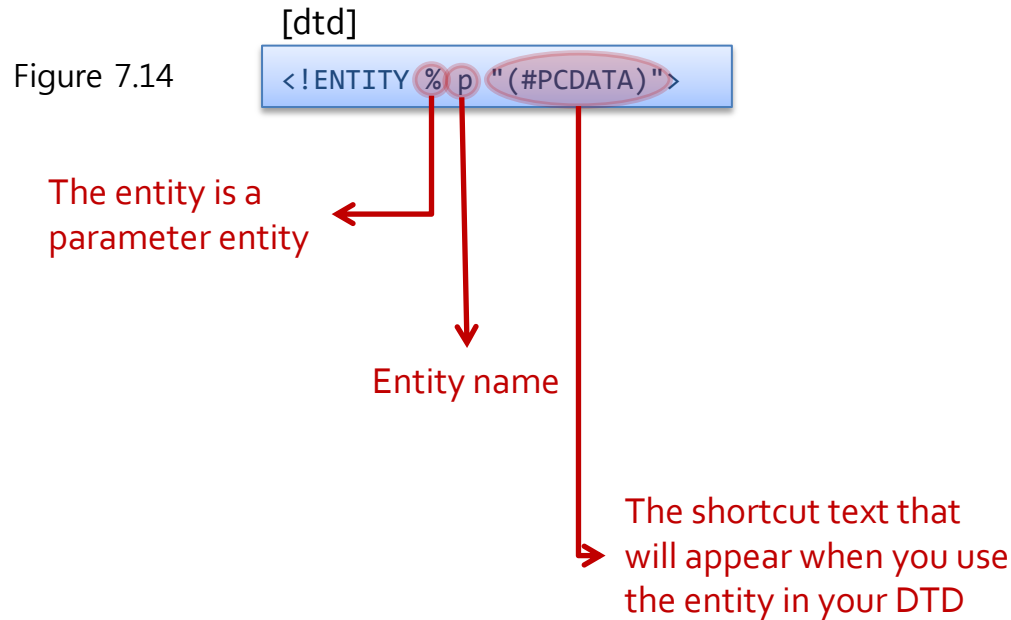 [dtd]
Figure 7.14
<!ENTITY % p "(#PCDATA)">
The entity is a
parameter entity
Entity name
The shortcut text that
will appear when you use
the entity in your DTD